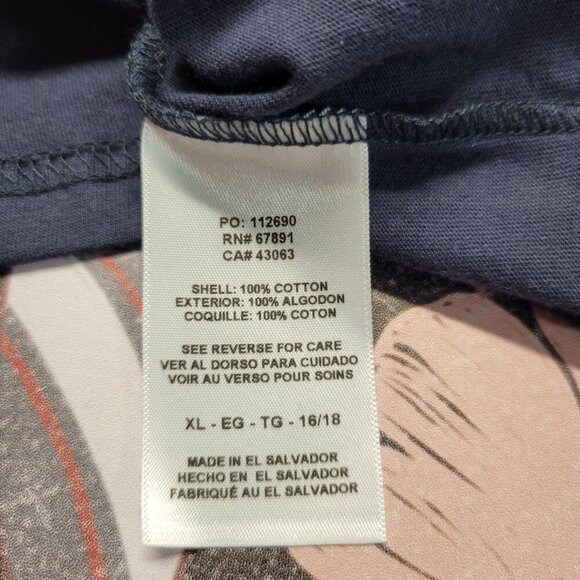 PO: 112690
RN# 67891
CA# 43063
SHELL: 100% COTTON
EXTERIOR: 100% ALGODON
COQUILLE: 100% COTON
SEE REVERSE FOR CARE
VER AL DORSO PARA CUIDADO
VOIR AU VERSO POUR SOINS
XL - EG - TG - 16/18
MADE IN EL SALVADOR
HECHO EN EL SALVADOR
FABRIQUÉ AU EL SALVADOR